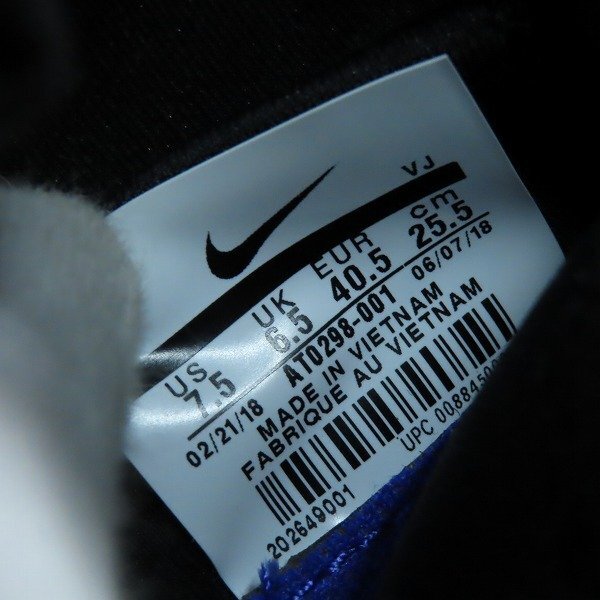 VJ
US UK EUR cm
7.5 6.5 40.5 25.5
02/21/18 AT0298-001 06/07/18
MADE IN VIETNAM
FABRIQUE AU VIETNAM
202649001 UPC